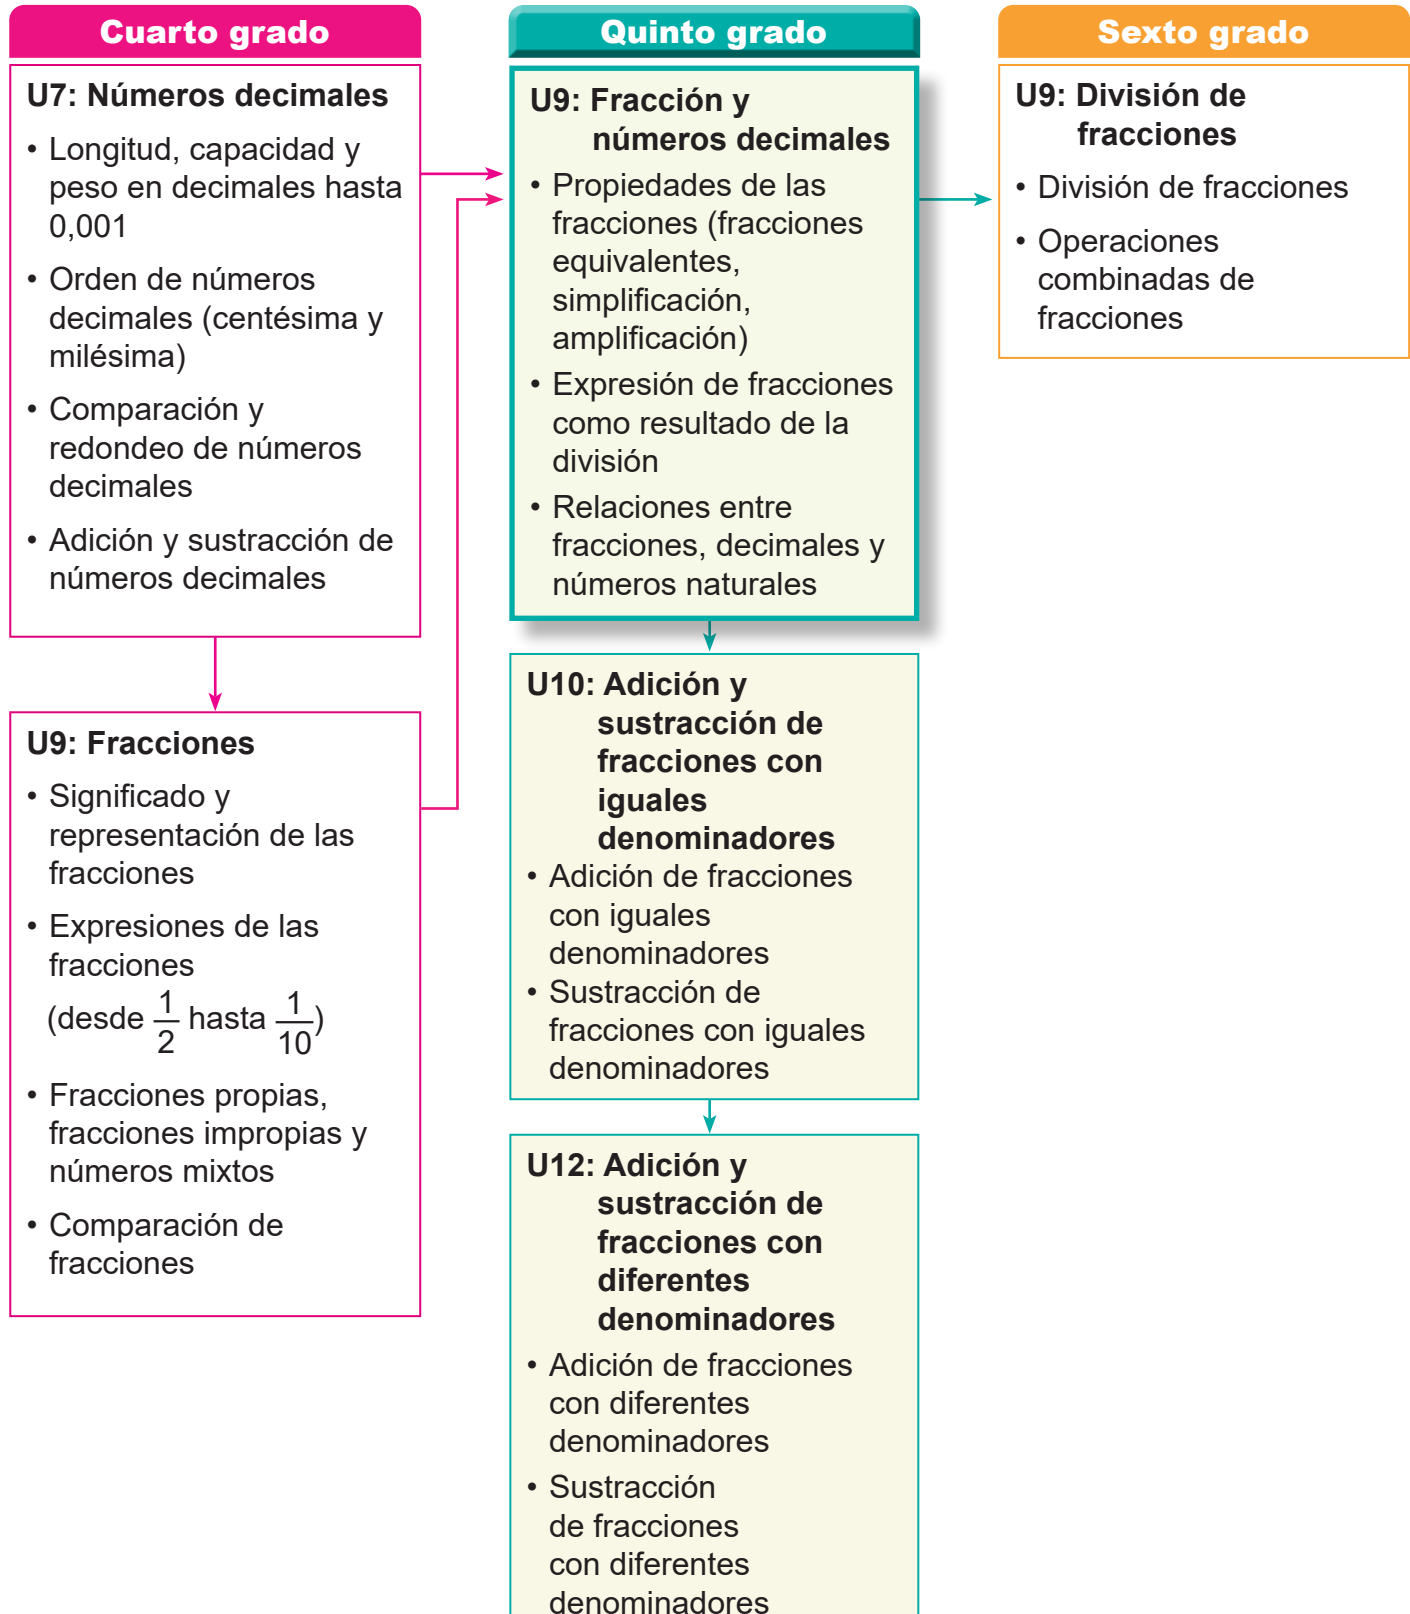 Cuarto grado
U7: Números decimales
• Longitud, capacidad y
peso en decimales hasta
0,001
• Orden de números
decimales (centésima y
milésima)
• Comparación y
redondeo de números
decimales
• Adición y sustracción de
números decimales
U9: Fracciones
• Significado y
representación de las
fracciones
• Expresiones de las
fracciones
(desde 1/2 hasta 1/10)
• Fracciones propias,
fracciones impropias y
números mixtos
• Comparación de
fracciones
Quinto grado
U9: Fracción y
números decimales
• Propiedades de las
fracciones (fracciones
equivalentes,
simplificación,
amplificación)
• Expresión de fracciones
como resultado de la
división
• Relaciones entre
fracciones, decimales y
números naturales
U10: Adición y
sustracción de
fracciones con
iguales
denominadores
• Adición de fracciones
con iguales
denominadores
• Sustracción de
fracciones con iguales
denominadores
U12: Adición y
sustracción de
fracciones con
diferentes
denominadores
• Adición de fracciones
con diferentes
denominadores
• Sustracción
de fracciones
con diferentes
denominadores
Sexto grado
U9: División de
fracciones
• División de fracciones
• Operaciones
combinadas de
fracciones